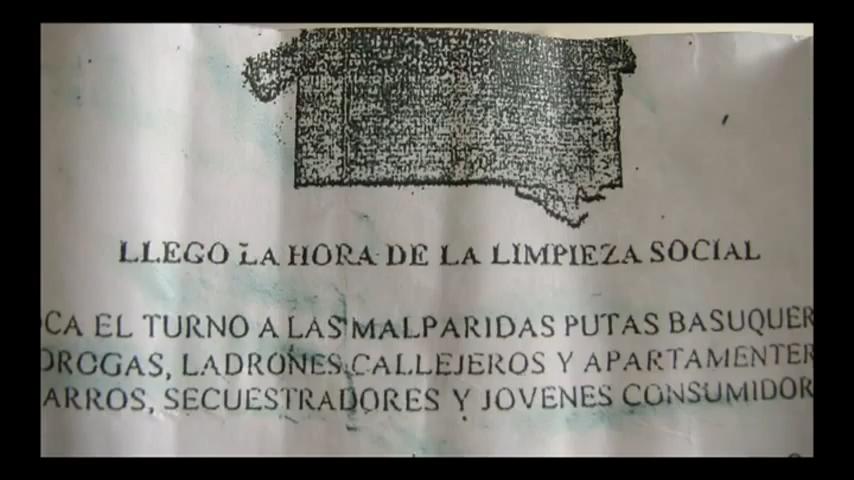 LLEGO LA HORA DE LA LIMPIEZA SOCIAL
CA EL TURNO A LAS MALPARIDAS PUTAS BASUQUER
DROGAS, LADRONES CALLEJEROS Y APARTAMENTER
ARROS, SECUESTRADORES Y JOVENES CONSUMIDOR